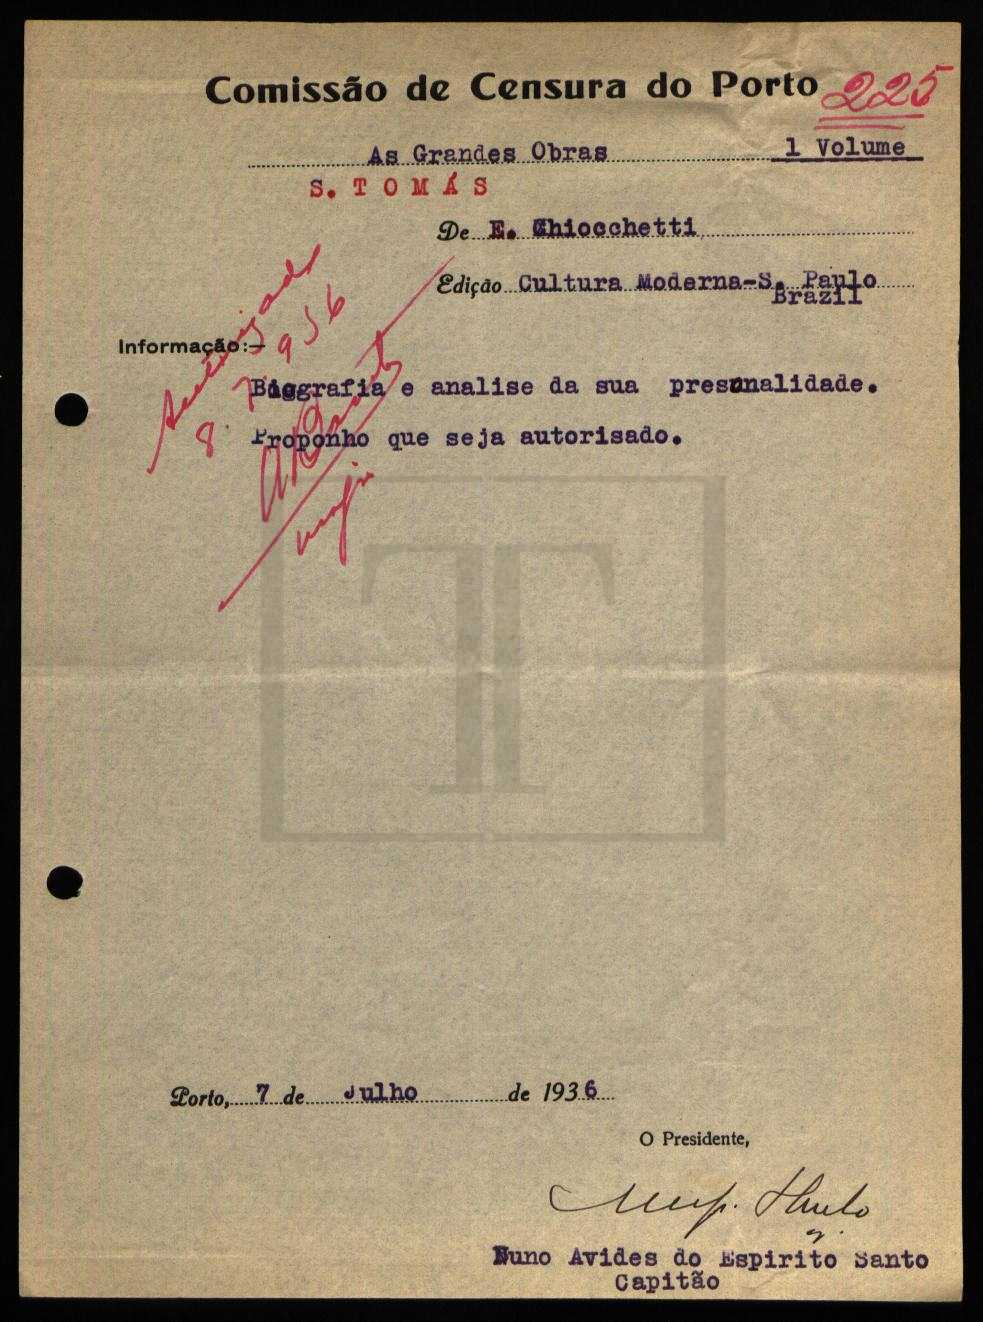 Comissão de Censura do Porto 225
As Grandes Obras 1 Volume
S. TOMÁS
De E. Chiocchetti
Edição Cultura Moderna-S. Paulo
Brazil
Autorizado
8 7 936
Informação:-
Biografia e analise da sua presonalidade.
Proponho que seja autorisado.
major
Porto, 7 de Julho de 1936
O Presidente,
Nuno Avides do Espirito Santo
Capitão